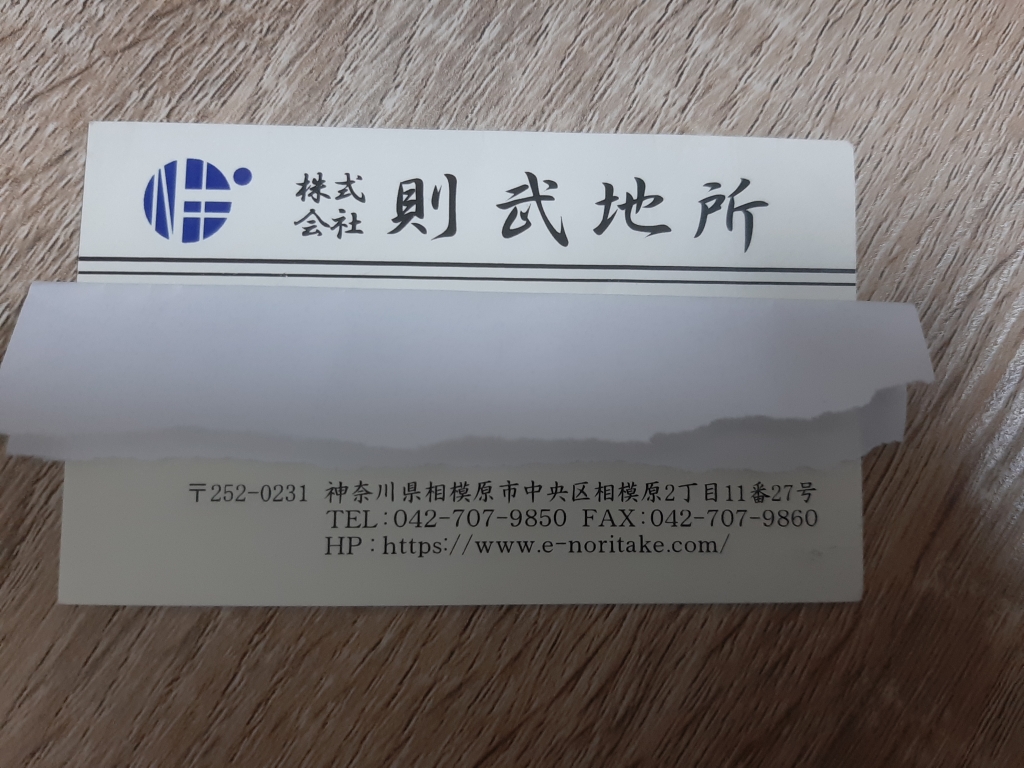 株式会社 則武地所
〒252-0231 神奈川県相模原市中央区相模原2丁目11番27号
TEL:042-707-9850 FAX:042-707-9860
HP:https://www.e-noritake.com/